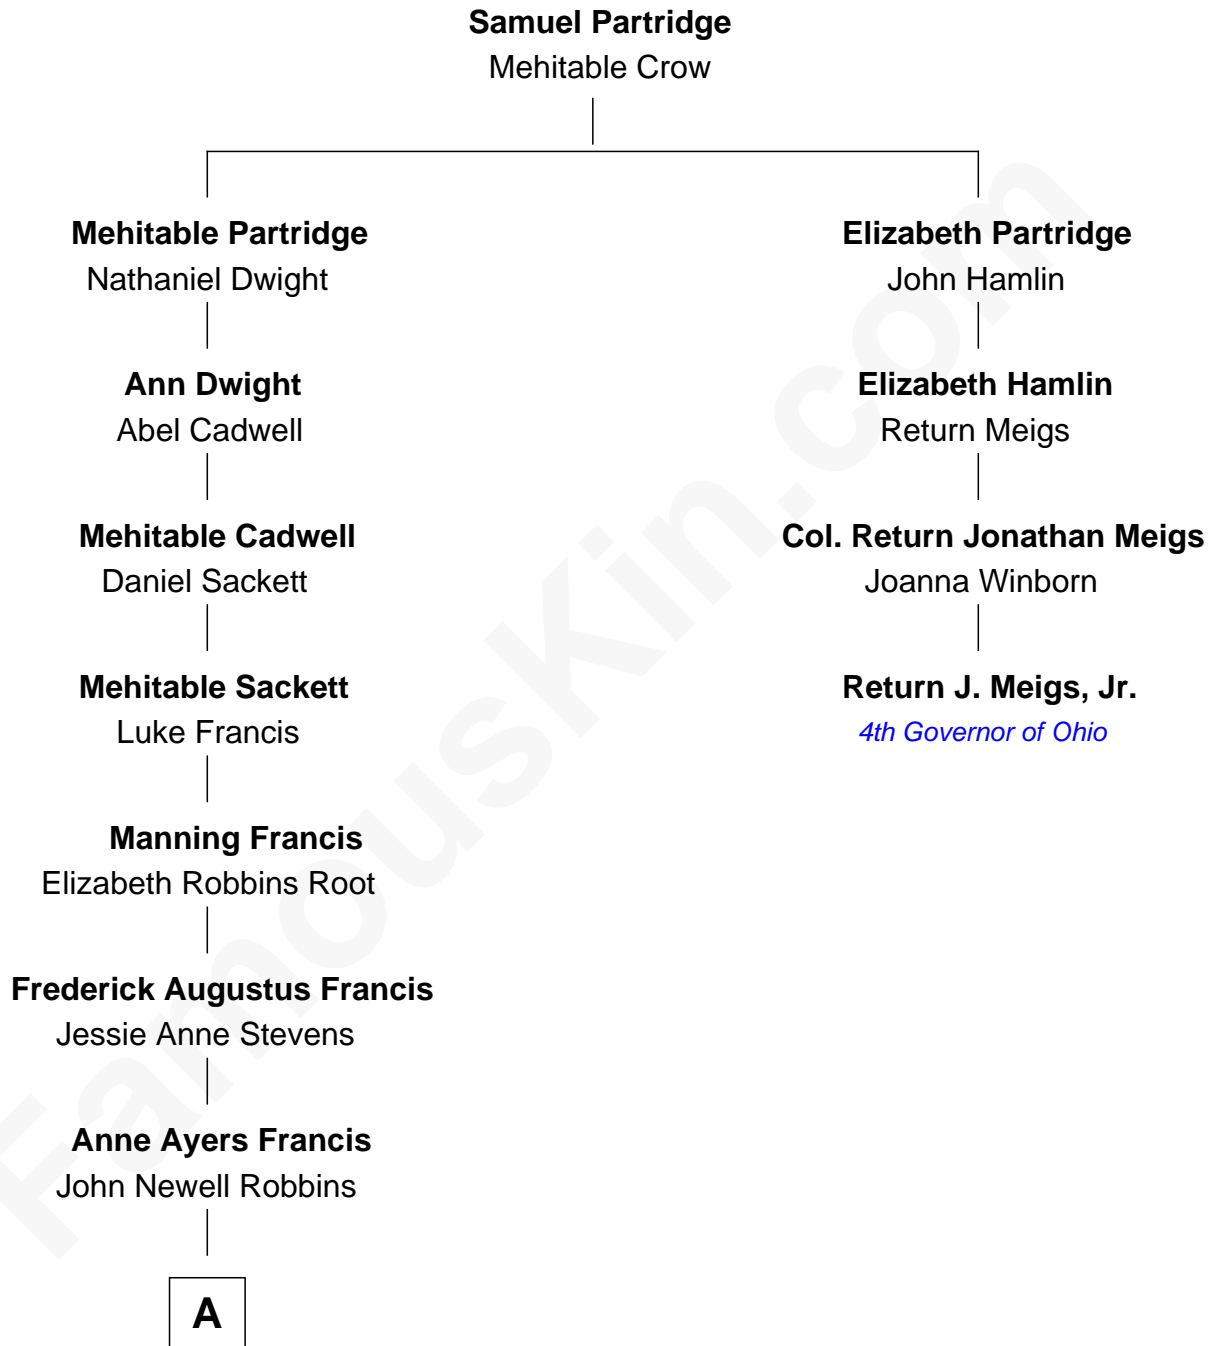 Samuel Partridge
Mehitable Crow
Mehitable Partridge
Nathaniel Dwight
Elizabeth Partridge
John Hamlin
Ann Dwight
Abel Cadwell
Elizabeth Hamlin
Return Meigs
Mehitable Cadwell
Daniel Sackett
Col. Return Jonathan Meigs
Joanna Winborn
Mehitable Sackett
Luke Francis
Return J. Meigs, Jr.
4th Governor of Ohio
Manning Francis
Elizabeth Robbins Root
Frederick Augustus Francis
Jessie Anne Stevens
Anne Ayers Francis
John Newell Robbins
A
FamousKin.com